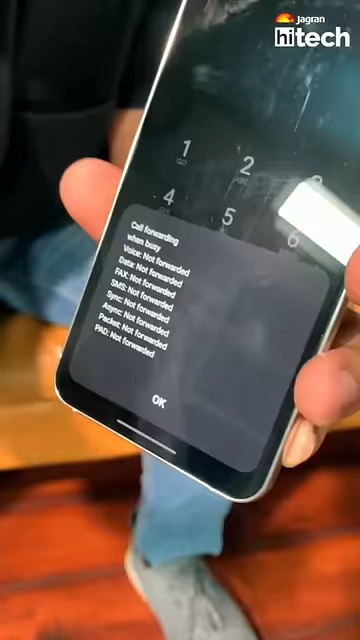 Jagran
hitech
1
2
4
5
6
Call forwarding
when busy
Voice: Not forwarded
Data: Not forwarded
FAX: Not forwarded
SMS: Not forwarded
Sync: Not forwarded
Async: Not forwarded
Packet: Not forwarded
PAD: Not forwarded
OK